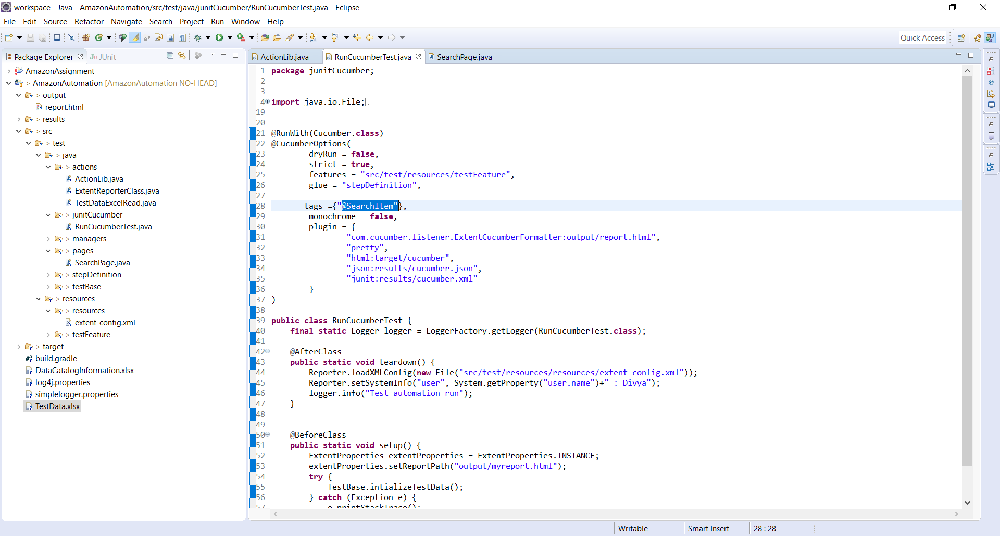 workspace - Java - AmazonAutomation/src/test/java/junitCucumber/RunCucumberTest.java - Eclipse
File Edit Source Refactor Navigate Search Project Run Window Help
Quick Access
Package Explorer
JU JUnit
AmazonAssignment
> AmazonAutomation [AmazonAutomation NO-HEAD]
> output
report.html
> results
> src
> test
> java
> actions
ActionLib.java
ExtentReporterClass.java
TestDataExcelRead.java
> junitCucumber
RunCucumberTest.java
> managers
> pages
SearchPage.java
> stepDefinition
> testBase
> resources
> resources
extent-config.xml
> testFeature
> target
build.gradle
DataCatalogInformation.xlsx
log4j.properties
simplelogger.properties
TestData.xlsx
ActionLib.java RunCucumberTest.java SearchPage.java
1 package junitCucumber;
2
3
4 import java.io.File;
19
20
21 @RunWith(Cucumber.class)
22 @CucumberOptions(
23 dryRun = false,
24 strict = true,
25 features = "src/test/resources/testFeature",
26 glue = "stepDefinition",
27
28 tags ={"@SearchItem"},
29 monochrome = false,
30 plugin = {
31 "com.cucumber.listener.ExtentCucumberFormatter:output/report.html",
32 "pretty",
33 "html:target/cucumber",
34 "json:results/cucumber.json",
35 "junit:results/cucumber.xml"
36 }
37 )
38
39 public class RunCucumberTest {
40 final static Logger logger = LoggerFactory.getLogger(RunCucumberTest.class);
41
42 @AfterClass
43 public static void teardown() {
44 Reporter.loadXMLConfig(new File("src/test/resources/resources/extent-config.xml"));
45 Reporter.setSystemInfo("user", System.getProperty("user.name")+" : Divya");
46 logger.info("Test automation run");
47 }
48
49
50 @BeforeClass
51 public static void setup() {
52 ExtentProperties extentProperties = ExtentProperties.INSTANCE;
53 extentProperties.setReportPath("output/myreport.html");
54 try {
55 TestBase.intializeTestData();
56 } catch (Exception e) {
57 e.printStackTrace();
Writable Smart Insert 28 : 28